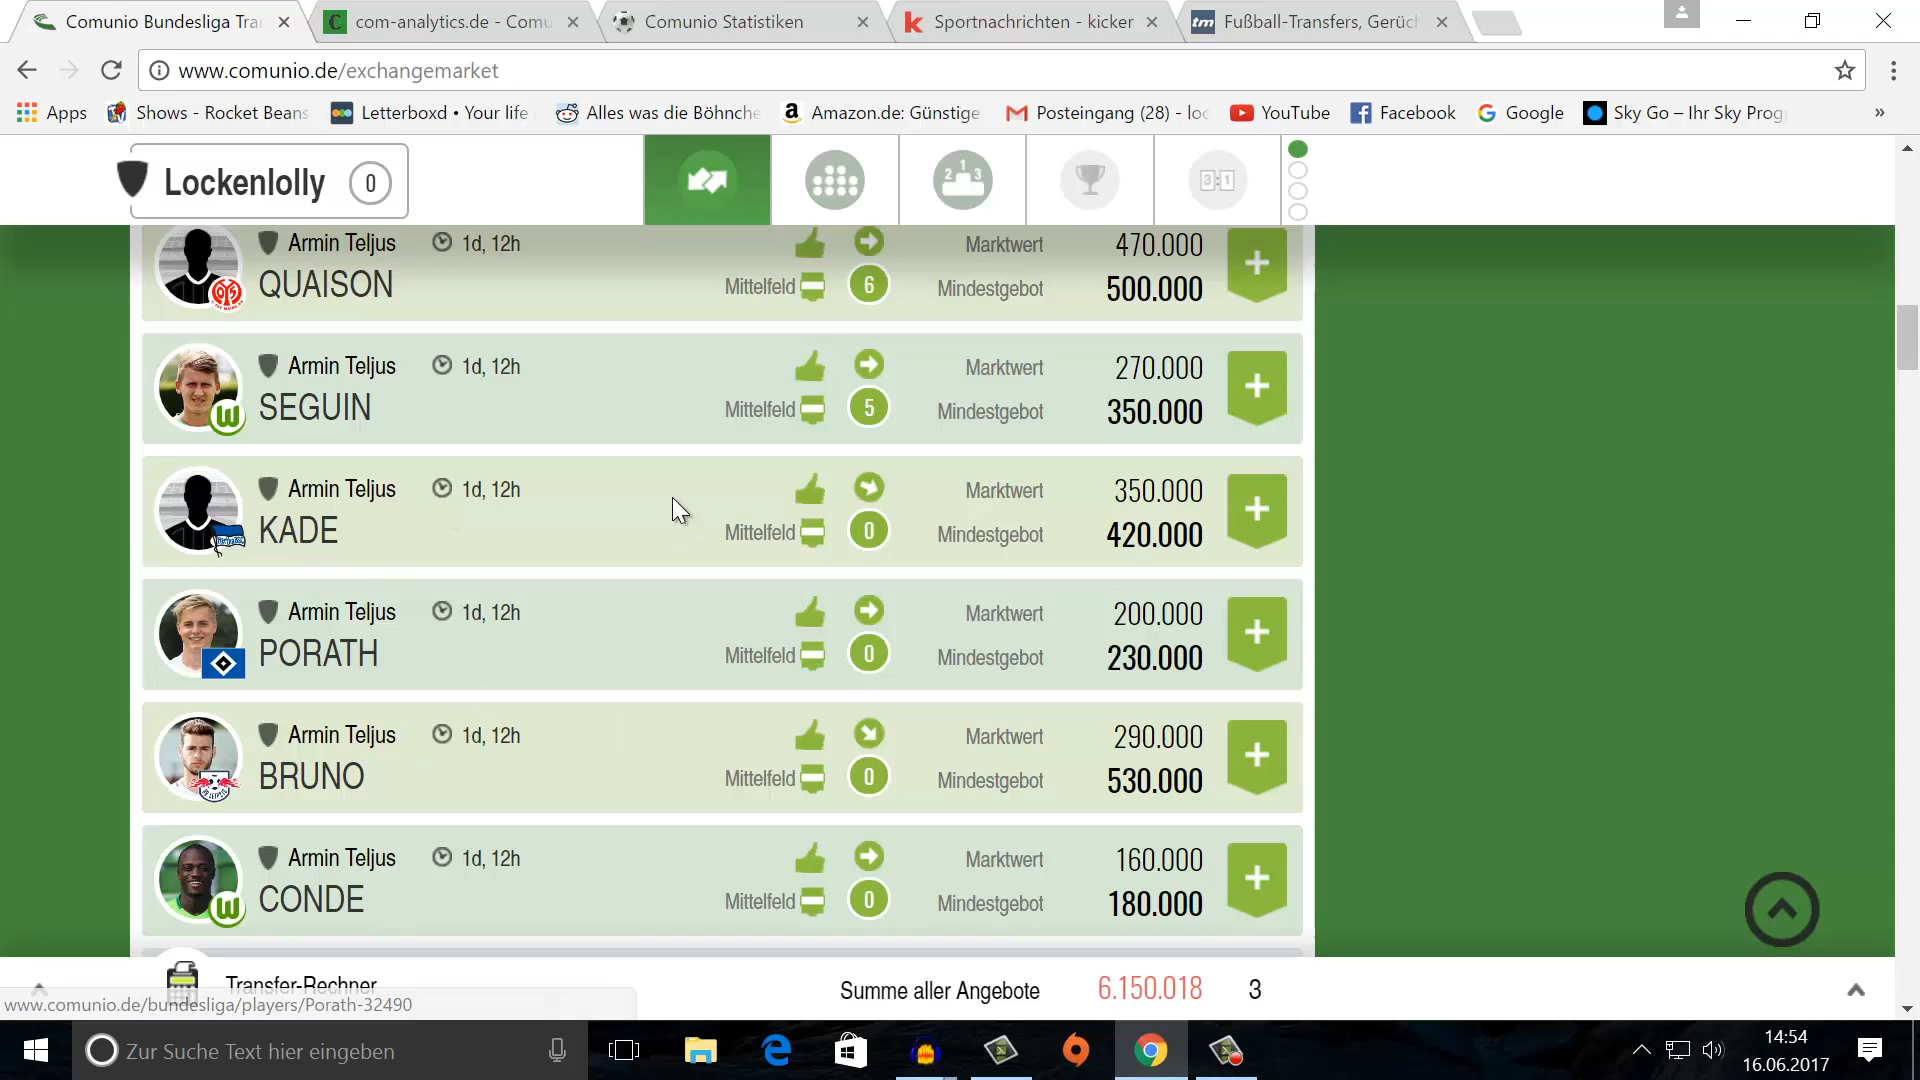 Comunio Bundesliga Tra
com-analytics.de - Comu
Comunio Statistiken
Sportnachrichten - kicker
tm Fußball-Transfers, Gerüch
www.comunio.de/exchangemarket
Apps
Shows - Rocket Beans
Letterboxd • Your life
Alles was die Böhnche
Amazon.de: Günstige
Posteingang (28) - loc
YouTube
Facebook
Google
Sky Go – Ihr Sky Prog
»
Lockenlolly 0
1 2 3
3:1
Armin Teljus 1d, 12h Marktwert 470.000
QUAISON Mittelfeld 6 Mindestgebot 500.000
Armin Teljus 1d, 12h Marktwert 270.000
SEGUIN Mittelfeld 5 Mindestgebot 350.000
Armin Teljus 1d, 12h Marktwert 350.000
KADE Mittelfeld 0 Mindestgebot 420.000
Armin Teljus 1d, 12h Marktwert 200.000
PORATH Mittelfeld 0 Mindestgebot 230.000
Armin Teljus 1d, 12h Marktwert 290.000
BRUNO Mittelfeld 0 Mindestgebot 530.000
Armin Teljus 1d, 12h Marktwert 160.000
CONDE Mittelfeld 0 Mindestgebot 180.000
Transfer-Rechner Summe aller Angebote 6.150.018 3
www.comunio.de/bundesliga/players/Porath-32490
Zur Suche Text hier eingeben
14:54
16.06.2017